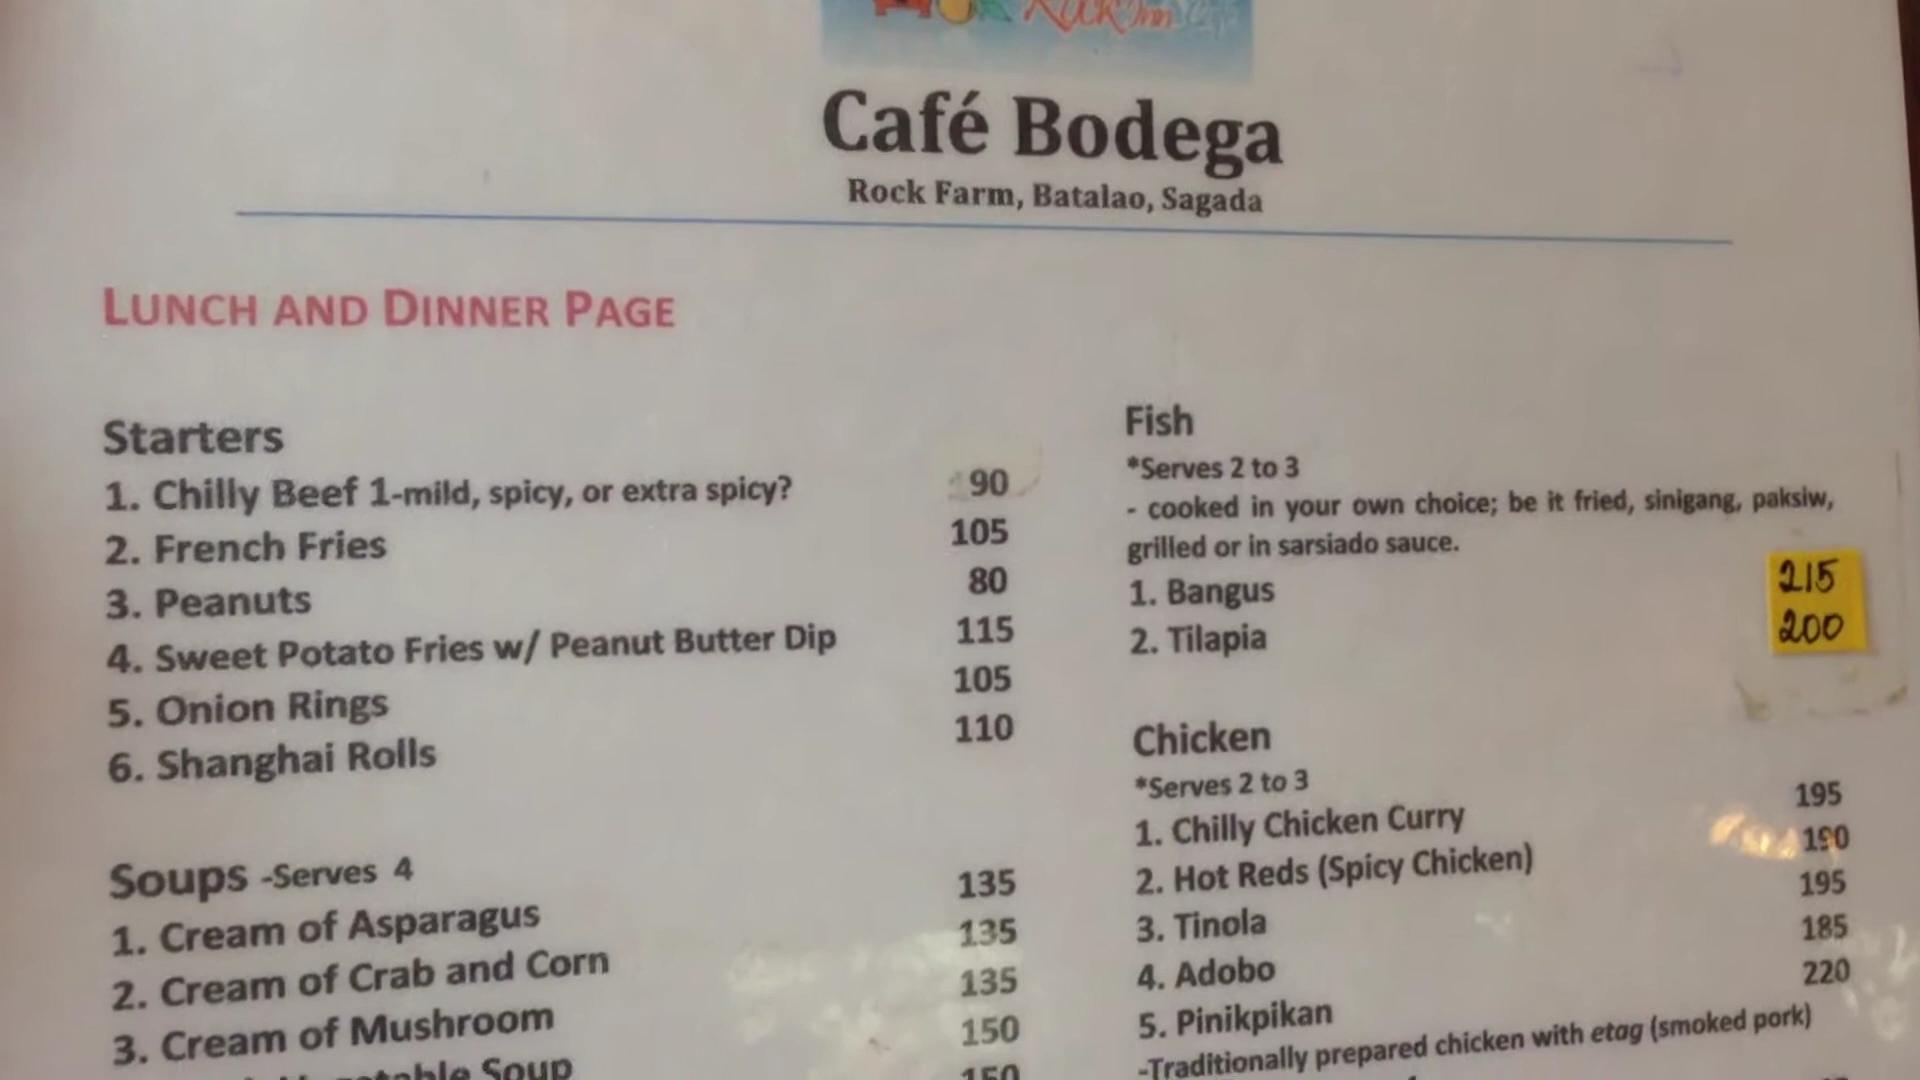 Rock Inn
Café Bodega
Rock Farm, Batalao, Sagada
LUNCH AND DINNER PAGE
Starters
1. Chilly Beef 1-mild, spicy, or extra spicy? 90
2. French Fries 105
3. Peanuts 80
4. Sweet Potato Fries w/ Peanut Butter Dip 115
5. Onion Rings 105
6. Shanghai Rolls 110
Soups -Serves 4
1. Cream of Asparagus 135
2. Cream of Crab and Corn 135
3. Cream of Mushroom 135
Soup 150
150
Fish
*Serves 2 to 3
- cooked in your own choice; be it fried, sinigang, paksiw,
grilled or in sarsiado sauce.
1. Bangus 215
2. Tilapia 200
Chicken
*Serves 2 to 3
1. Chilly Chicken Curry 195
2. Hot Reds (Spicy Chicken) 190
3. Tinola 195
4. Adobo 185
5. Pinikpikan 220
-Traditionally prepared chicken with etag (smoked pork)